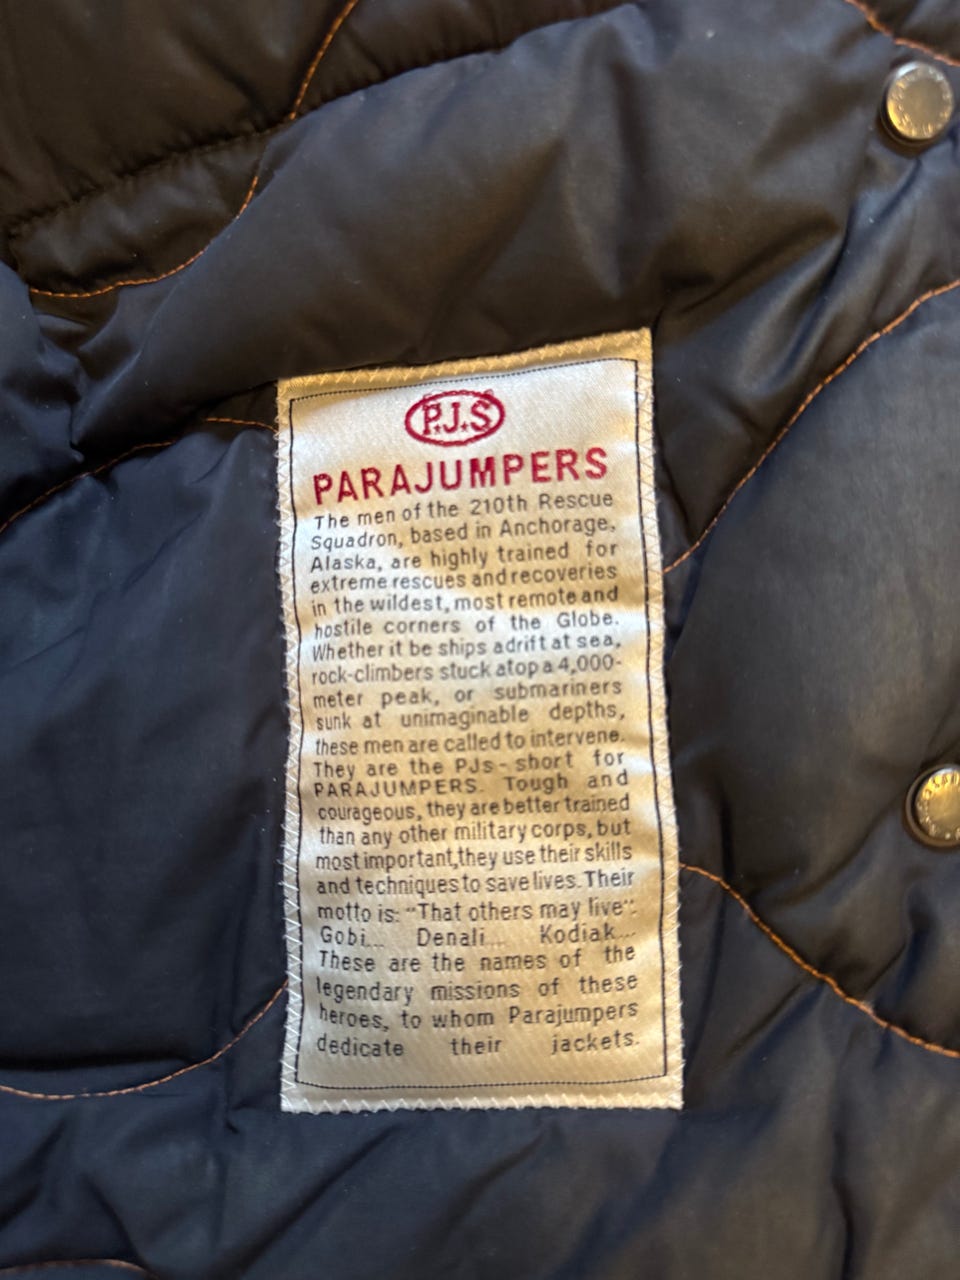 P.J.S
PARAJUMPERS
The men of the 210th Rescue
Squadron, based in Anchorage,
Alaska, are highly trained for
extreme rescues and recoveries
in the wildest, most remote and
hostile corners of the Globe.
Whether it be ships adrift at sea,
rock-climbers stuck atop a 4,000-
meter peak, or submariners
sunk at unimaginable depths,
these men are called to intervene.
They are the PJs - short for
PARAJUMPERS. Tough and
courageous, they are better trained
than any other military corps, but
most important,they use their skills
and techniques to save lives. Their
motto is: "That others may live".
Gobi... Denali... Kodiak...
These are the names of the
legendary missions of these
heroes, to whom Parajumpers
dedicate their jackets.